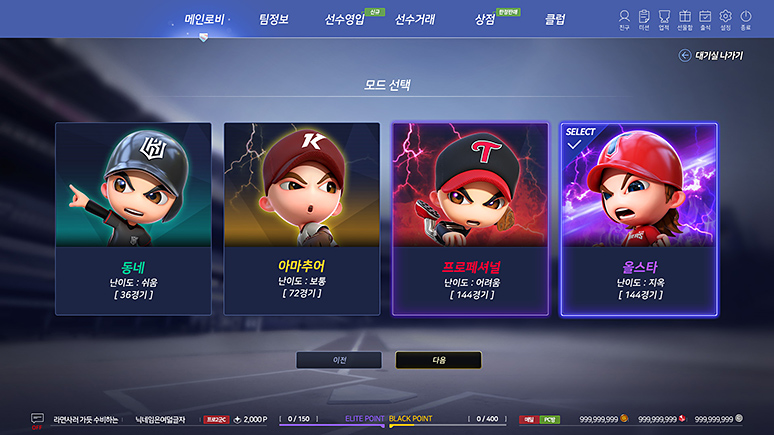 메인로비 팀정보 선수영입 신규 선수거래 상점 한정판매 클럽
친구 미션 업적 선물함 출석 설정 종료
대기실 나가기
모드 선택
SELECT
동네
난이도 : 쉬움
[ 36경기 ]
아마추어
난이도 : 보통
[ 72경기 ]
프로페셔널
난이도 : 어려움
[ 144경기 ]
올스타
난이도 : 지옥
[ 144경기 ]
이전 다음
OFF 라면사러 가듯 수비하는 닉네임은여덟글자 프로2군C 2,000 P [ 0 / 150 ] ELITE POINT BLACK POINT [ 0 / 400 ] PC방 999,999,999 999,999,999 999,999,999